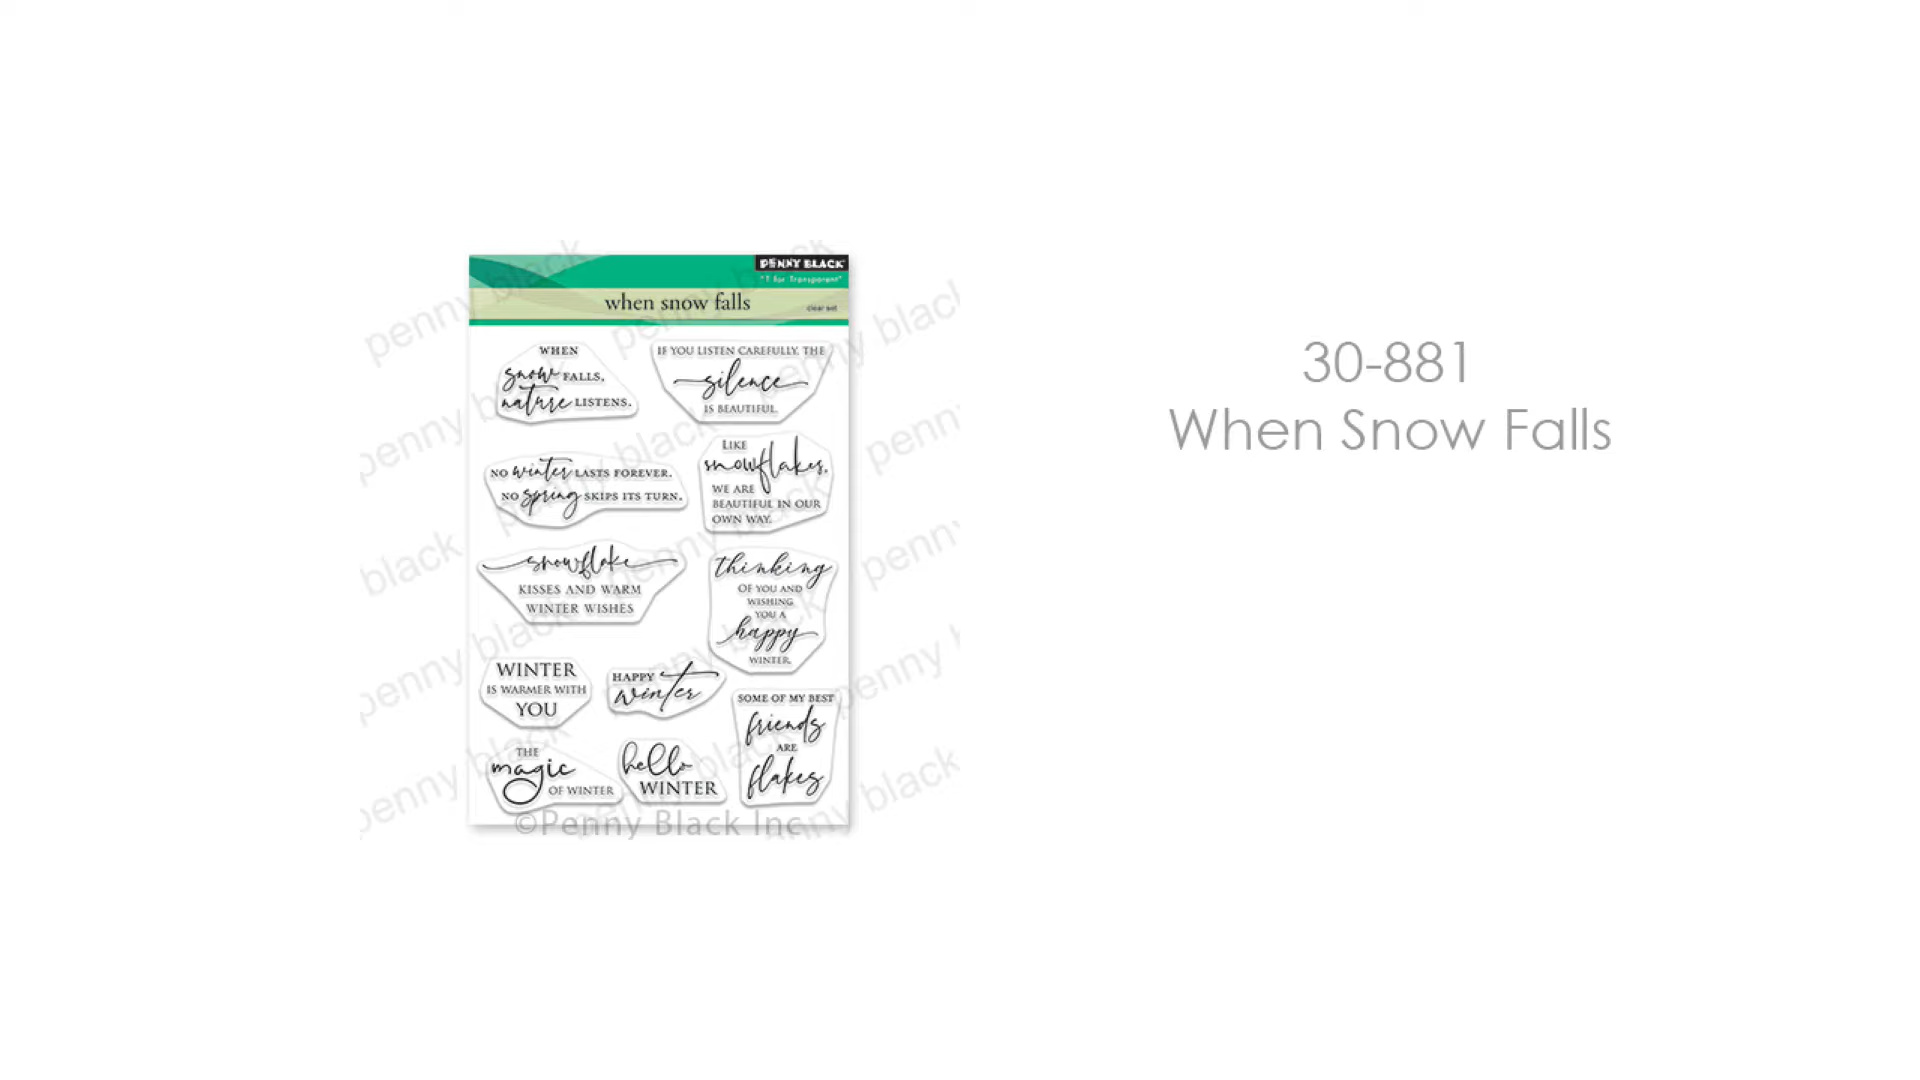 PENNY BLACK
"T for Transparent"
when snow falls
clear set
WHEN
snow FALLS,
nature LISTENS.
IF YOU LISTEN CAREFULLY, THE
silence
IS BEAUTIFUL.
NO winter LASTS FOREVER.
NO spring SKIPS ITS TURN.
LIKE
snowflakes,
WE ARE
BEAUTIFUL IN OUR
OWN WAY.
snowflake
KISSES AND WARM
WINTER WISHES
thinking
OF YOU AND
WISHING
YOU A
happy
WINTER.
WINTER
IS WARMER WITH
YOU
HAPPY
winter
SOME OF MY BEST
friends
ARE
flakes
THE
magic
OF WINTER
hello
WINTER
©Penny Black Inc
30-881
When Snow Falls